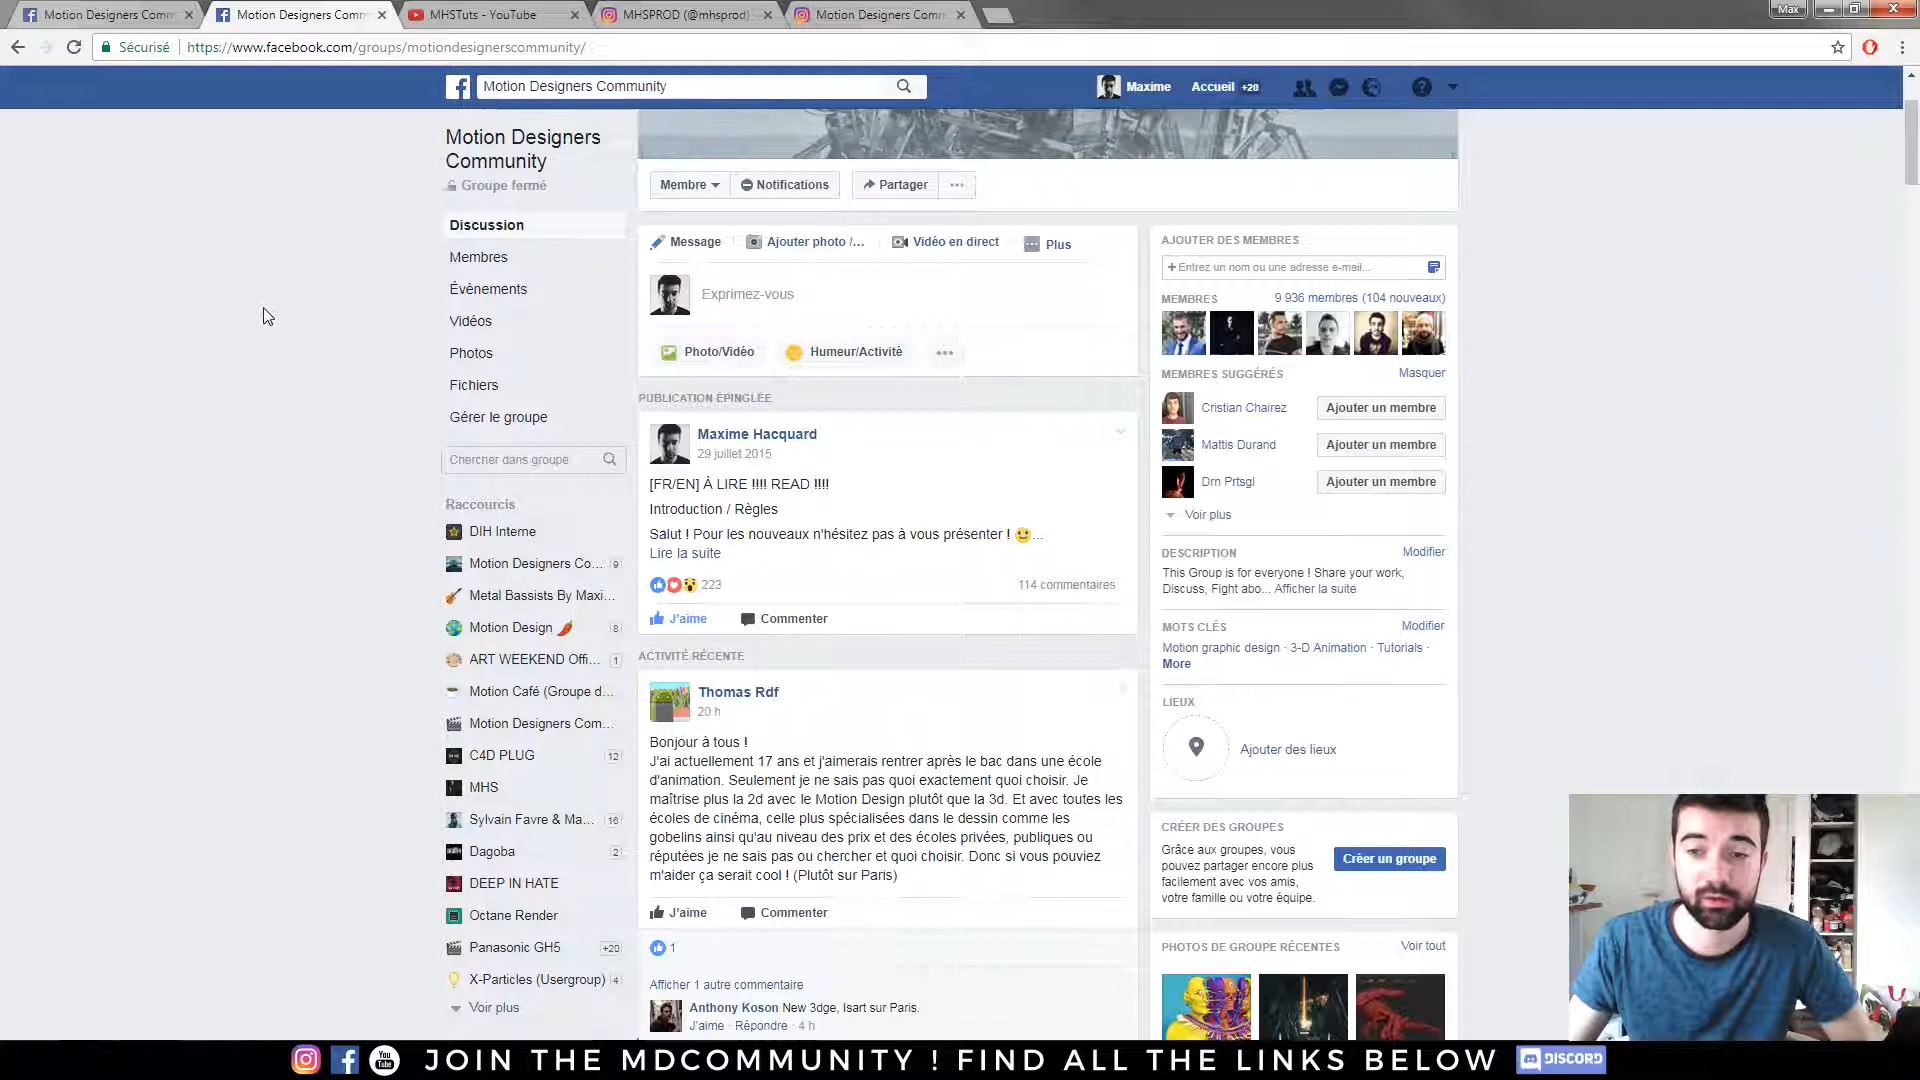 Motion Designers Comm
Motion Designers Comm
MHSTuts - YouTube
MHSPROD (@mhsprod)
Motion Designers Comm
Max
Sécurisé
https://www.facebook.com/groups/motiondesignerscommunity/
Motion Designers Community
Maxime
Accueil +20
Motion Designers
Community
Groupe fermé
Discussion
Membres
Évènements
Vidéos
Photos
Fichiers
Gérer le groupe
Chercher dans groupe
Raccourcis
DIH Interne
Motion Designers Co... 9
Metal Bassists By Maxi...
Motion Design 🌶 8
ART WEEKEND Offi... 1
Motion Café (Groupe d...
Motion Designers Com...
C4D PLUG 12
MHS
Sylvain Favre & Ma... 16
Dagoba 2
DEEP IN HATE
Octane Render
Panasonic GH5 +20
X-Particles (Usergroup) 4
Voir plus
Membre
Notifications
Partager
Message
Ajouter photo /...
Vidéo en direct
Plus
Exprimez-vous
Photo/Vidéo
Humeur/Activité
PUBLICATION ÉPINGLÉE
Maxime Hacquard
29 juillet 2015
[FR/EN] À LIRE !!!! READ !!!!
Introduction / Règles
Salut ! Pour les nouveaux n'hésitez pas à vous présenter ! 😉...
Lire la suite
223
114 commentaires
J'aime
Commenter
ACTIVITÉ RÉCENTE
Thomas Rdf
20 h
Bonjour à tous !
J'ai actuellement 17 ans et j'aimerais rentrer après le bac dans une école
d'animation. Seulement je ne sais pas quoi exactement quoi choisir. Je
maîtrise plus la 2d avec le Motion Design plutôt que la 3d. Et avec toutes les
écoles de cinéma, celle plus spécialisées dans le dessin comme les
gobelins ainsi qu'au niveau des prix et des écoles privées, publiques ou
réputées je ne sais pas ou chercher et quoi choisir. Donc si vous pouviez
m'aider ça serait cool ! (Plutôt sur Paris)
J'aime
Commenter
1
Afficher 1 autre commentaire
Anthony Koson New 3dge, Isart sur Paris.
J'aime · Répondre · 4 h
AJOUTER DES MEMBRES
+ Entrez un nom ou une adresse e-mail...
MEMBRES
9 936 membres (104 nouveaux)
MEMBRES SUGGÉRÉS
Masquer
Cristian Chairez
Ajouter un membre
Mattis Durand
Ajouter un membre
Drn Prtsgl
Ajouter un membre
Voir plus
DESCRIPTION
Modifier
This Group is for everyone ! Share your work,
Discuss, Fight abo... Afficher la suite
MOTS CLÉS
Modifier
Motion graphic design · 3-D Animation · Tutorials ·
More
LIEUX
Ajouter des lieux
CRÉER DES GROUPES
Grâce aux groupes, vous
pouvez partager encore plus
facilement avec vos amis,
votre famille ou votre équipe.
Créer un groupe
PHOTOS DE GROUPE RÉCENTES
Voir tout
You
Tube
JOIN THE MDCOMMUNITY ! FIND ALL THE LINKS BELOW
DISCORD